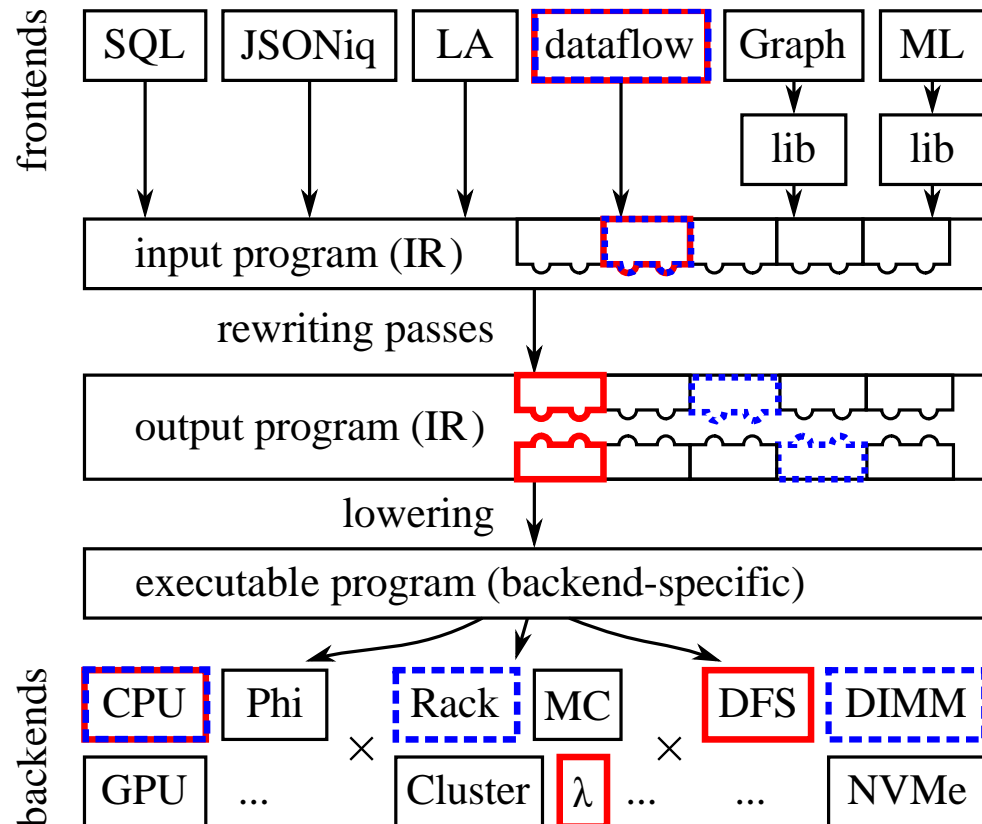 frontends
SQL JSONiq LA dataflow Graph ML
lib lib
input program (IR)
rewriting passes
output program (IR)
lowering
executable program (backend-specific)
backends
CPU Phi × Rack MC × DFS DIMM
GPU ... Cluster λ ... ... NVMe